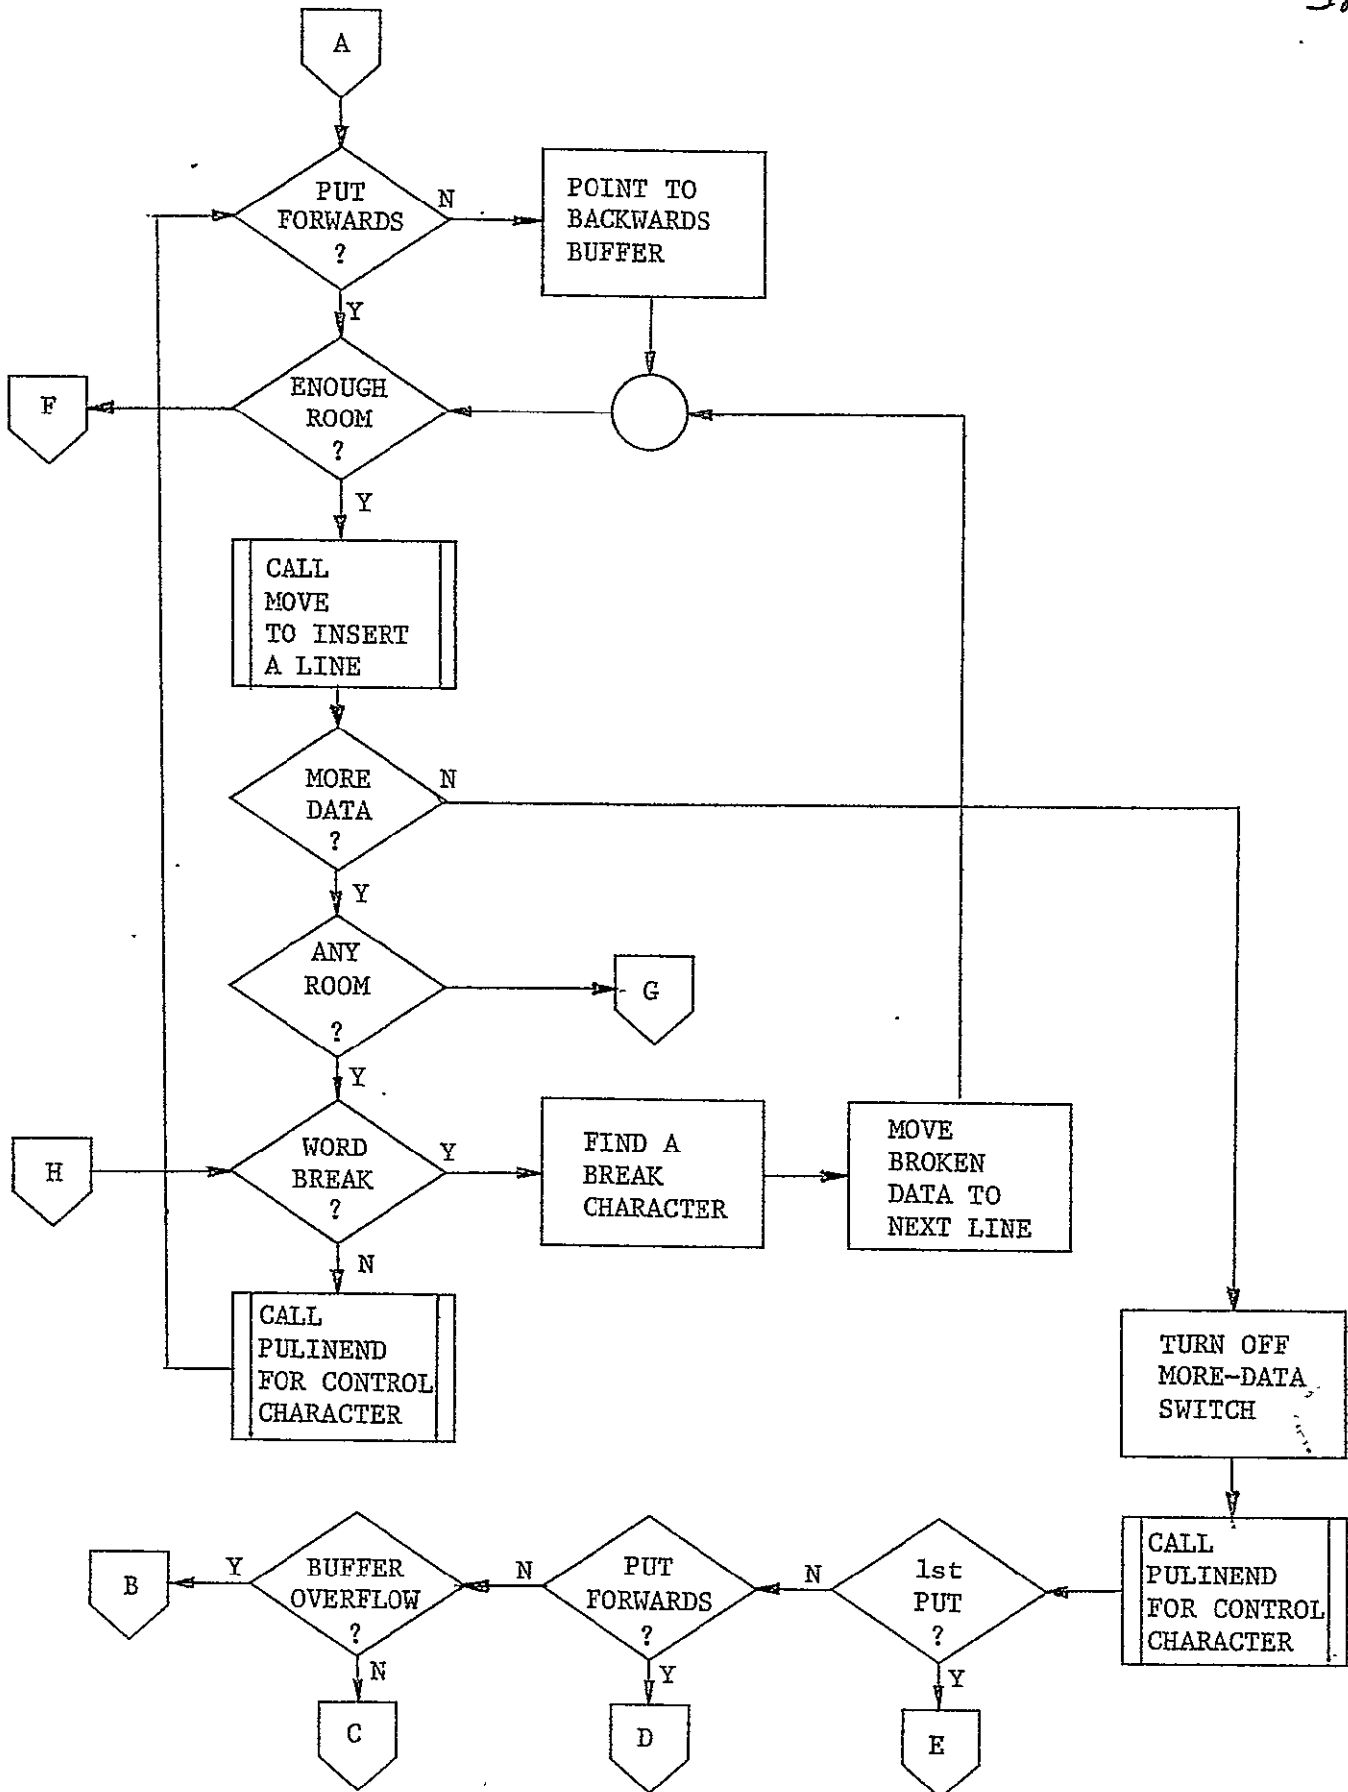 A
PUT
FORWARDS
?
N
POINT TO
BACKWARDS
BUFFER
Y
F
ENOUGH
ROOM
?
Y
CALL
MOVE
TO INSERT
A LINE
MORE
DATA
?
N
Y
ANY
ROOM
?
G
Y
H
WORD
BREAK
?
Y
FIND A
BREAK
CHARACTER
MOVE
BROKEN
DATA TO
NEXT LINE
N
CALL
PULINEND
FOR CONTROL
CHARACTER
TURN OFF
MORE-DATA
SWITCH
B
Y
BUFFER
OVERFLOW
?
N
PUT
FORWARDS
?
N
1st
PUT
?
CALL
PULINEND
FOR CONTROL
CHARACTER
N
Y
Y
C
D
E